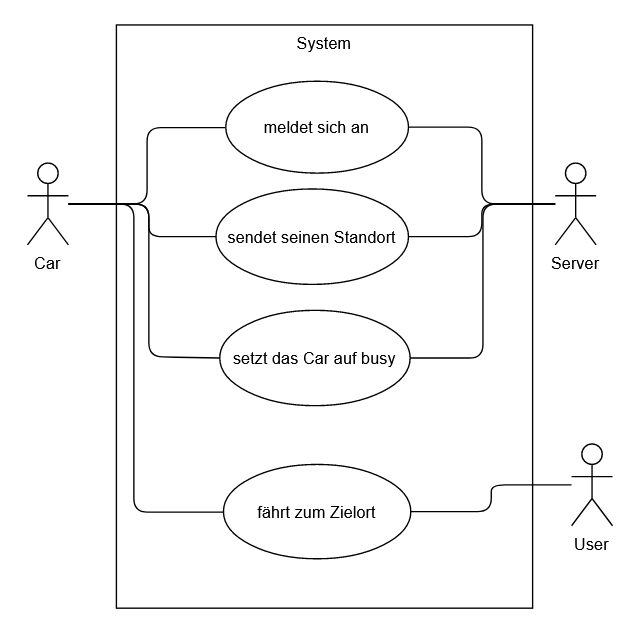 System
meldet sich an
sendet seinen Standort
Car
Server
setzt das Car auf busy
fährt zum Zielort
User